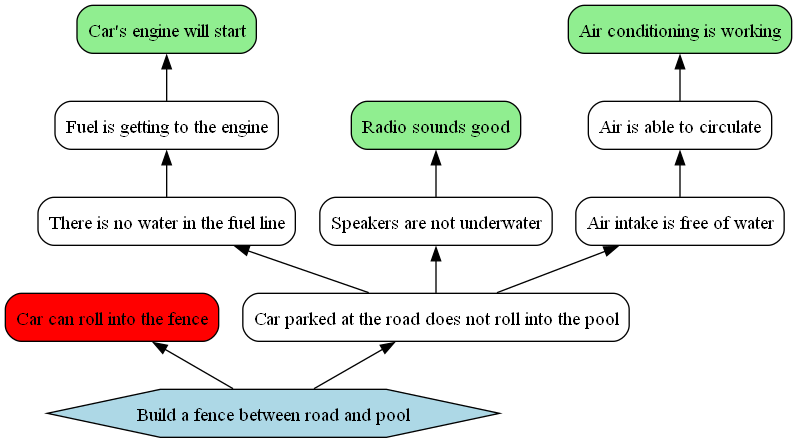 Car's engine will start
Air conditioning is working
Fuel is getting to the engine
Radio sounds good
Air is able to circulate
There is no water in the fuel line
Speakers are not underwater
Air intake is free of water
Car can roll into the fence
Car parked at the road does not roll into the pool
Build a fence between road and pool